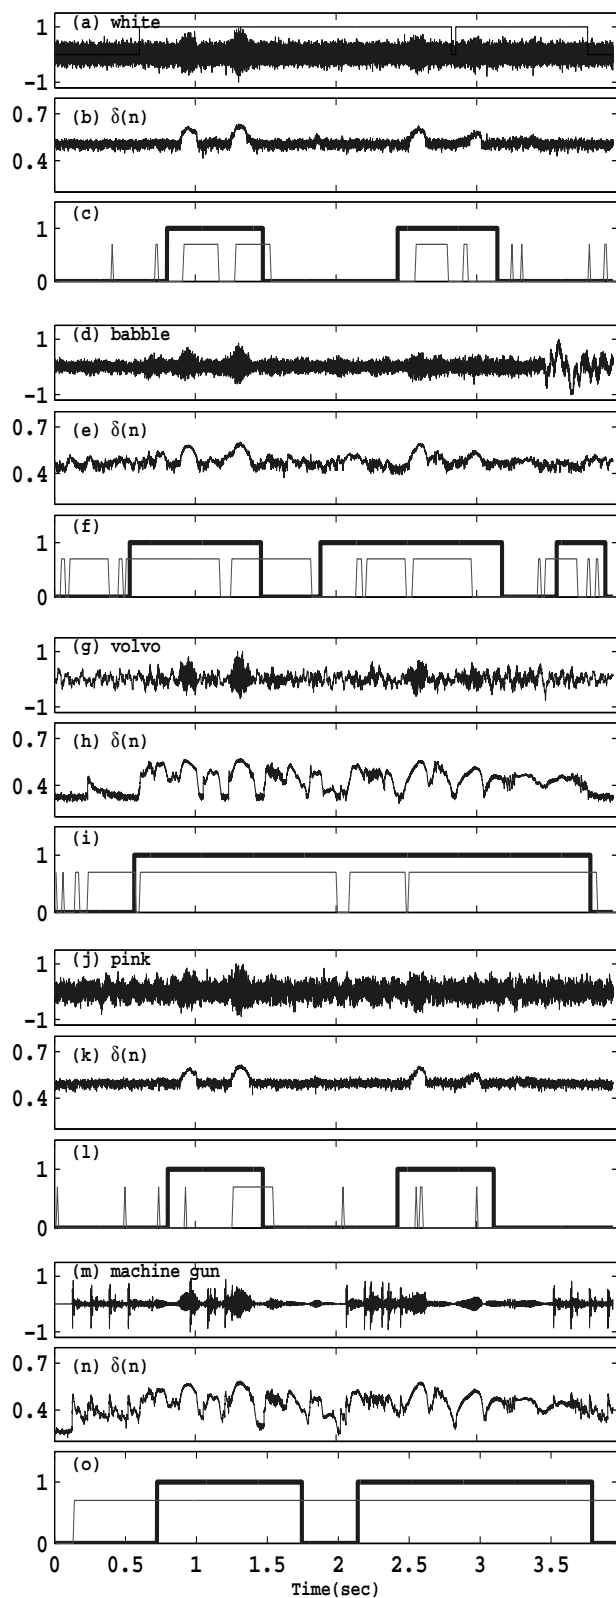 (a) white
1
-1
(b) δ(n)
0.7
0.4
(c)
1
0
(d) babble
1
-1
(e) δ(n)
0.7
0.4
(f)
1
0
(g) volvo
1
-1
(h) δ(n)
0.7
0.4
(i)
1
0
(j) pink
1
-1
(k) δ(n)
0.7
0.4
(l)
1
0
(m) machine gun
1
-1
(n) δ(n)
0.7
0.4
(o)
1
0
0 0.5 1 1.5 2 2.5 3 3.5
Time(sec)